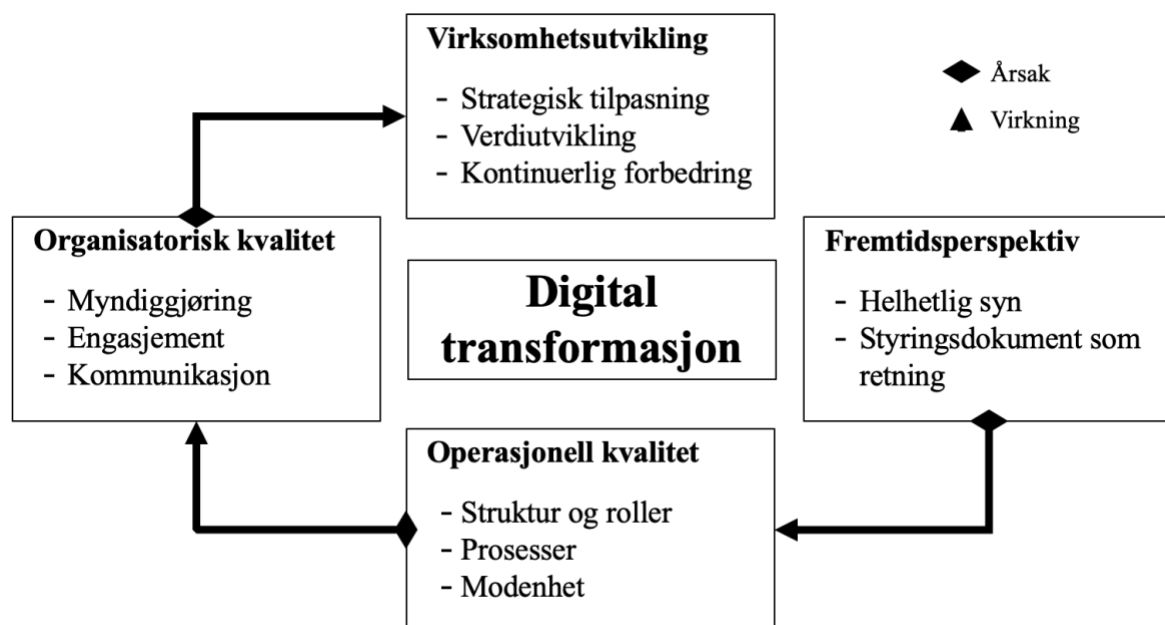 Virksomhetsutvikling
- Strategisk tilpasning
- Verdiutvikling
- Kontinuerlig forbedring
Årsak
Virkning
Organisatorisk kvalitet
- Myndiggjøring
- Engasjement
- Kommunikasjon
Digital
transformasjon
Fremtidsperspektiv
- Helhetlig syn
- Styringsdokument som
retning
Operasjonell kvalitet
- Struktur og roller
- Prosesser
- Modenhet